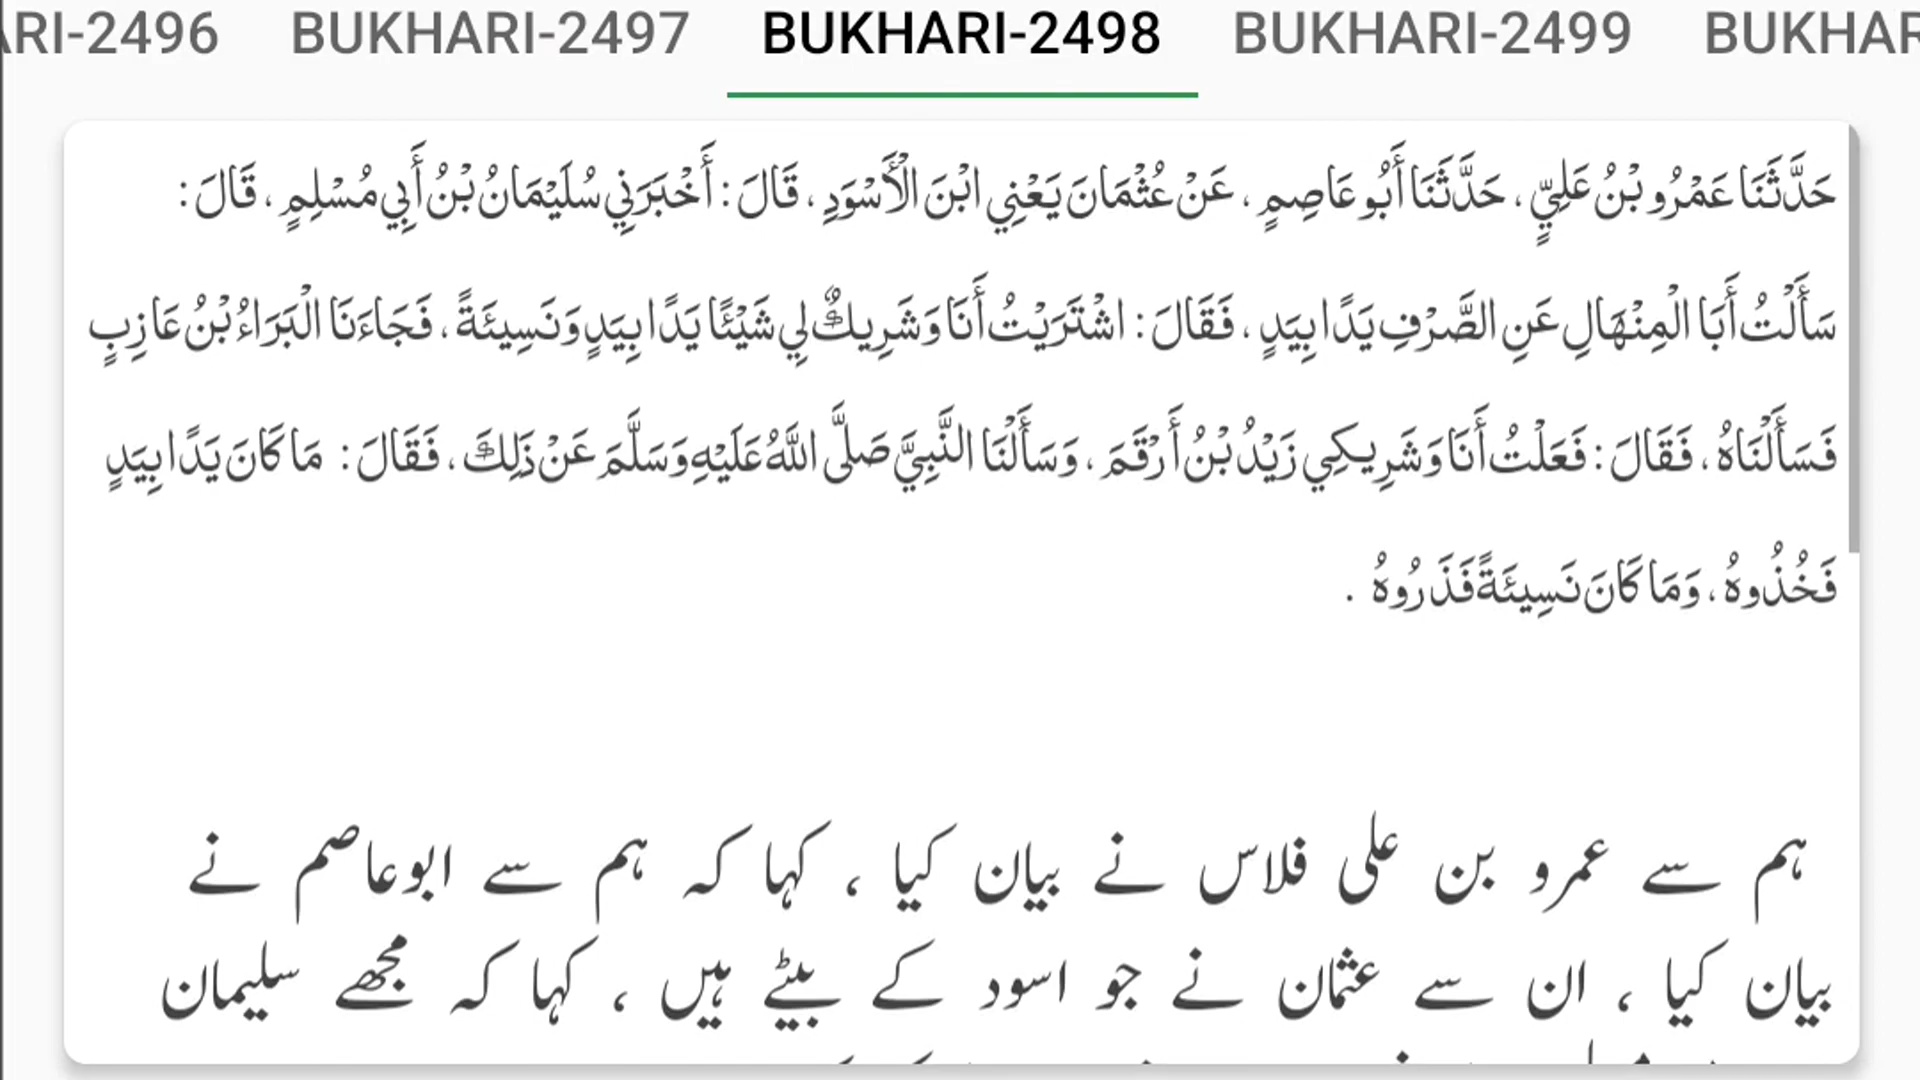 RI-2496 BUKHARI-2497 BUKHARI-2498 BUKHARI-2499 BUKHAR
حَدَّثَنَا عَمْرُو بْنُ عَلِيٍّ ، حَدَّثَنَا أَبُو عَاصِمٍ ، عَنْ عُثْمَانَ يَعْنِي ابْنَ الْأَسْوَدِ ، قَالَ : أَخْبَرَنِي سُلَيْمَانُ بْنُ أَبِي مُسْلِمٍ ، قَالَ :
سَأَلْتُ أَبَا الْمِنْهَالِ عَنِ الصَّرْفِ يَدًا بِيَدٍ ، فَقَالَ : اشْتَرَيْتُ أَنَا وَشَرِيكٌ لِي شَيْئًا يَدًا بِيَدٍ وَنَسِيئَةً ، فَجَاءَنَا الْبَرَاءُ بْنُ عَازِبٍ
فَسَأَلْنَاهُ ، فَقَالَ : فَعَلْتُ أَنَا وَشَرِيكِي زَيْدُ بْنُ أَرْقَمَ ، وَسَأَلْنَا النَّبِيَّ صَلَّى اللَّهُ عَلَيْهِ وَسَلَّمَ عَنْ ذَلِكَ ، فَقَالَ : مَا كَانَ يَدًا بِيَدٍ
فَخُذُوهُ ، وَمَا كَانَ نَسِيئَةً فَذَرُوهُ .
ہم سے عمرو بن علی فلاس نے بیان کیا ، کہا کہ ہم سے ابوعاصم نے
بیان کیا ، ان سے عثمان نے جو اسود کے بیٹے ہیں ، کہا کہ مجھے سلیمان